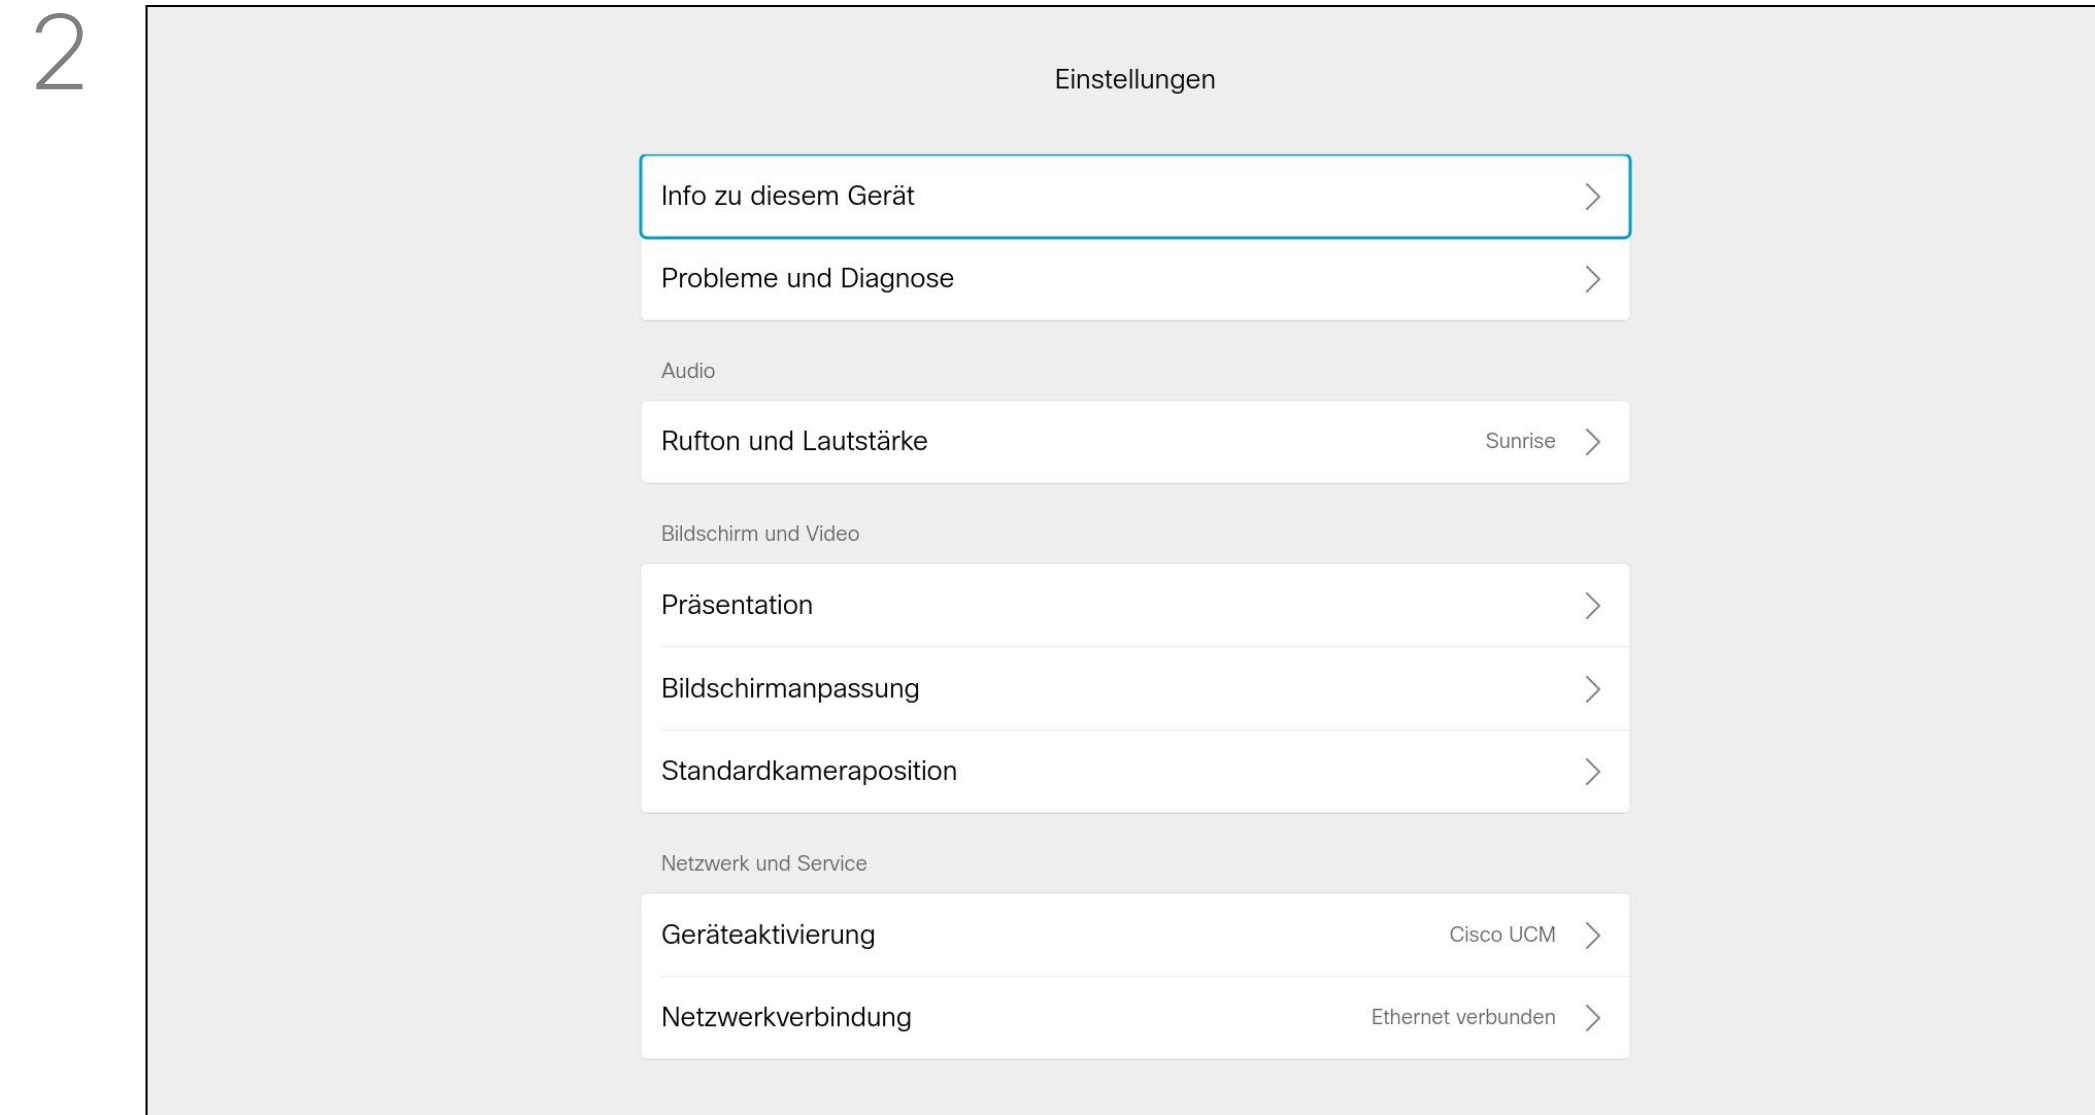 2
Einstellungen
Info zu diesem Gerät
Probleme und Diagnose
Audio
Rufton und Lautstärke Sunrise
Bildschirm und Video
Präsentation
Bildschirmanpassung
Standardkameraposition
Netzwerk und Service
Geräteaktivierung Cisco UCM
Netzwerkverbindung Ethernet verbunden